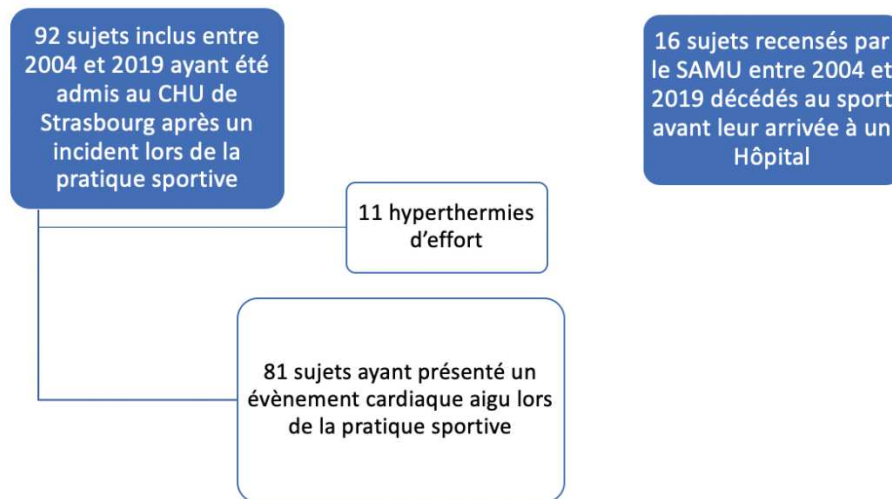 92 sujets inclus entre
2004 et 2019 ayant été
admis au CHU de
Strasbourg après un
incident lors de la
pratique sportive
16 sujets recensés par
le SAMU entre 2004 et
2019 décédés au sport
avant leur arrivée à un
Hôpital
11 hyperthermies
d’effort
81 sujets ayant présenté un
évènement cardiaque aigu lors
de la pratique sportive